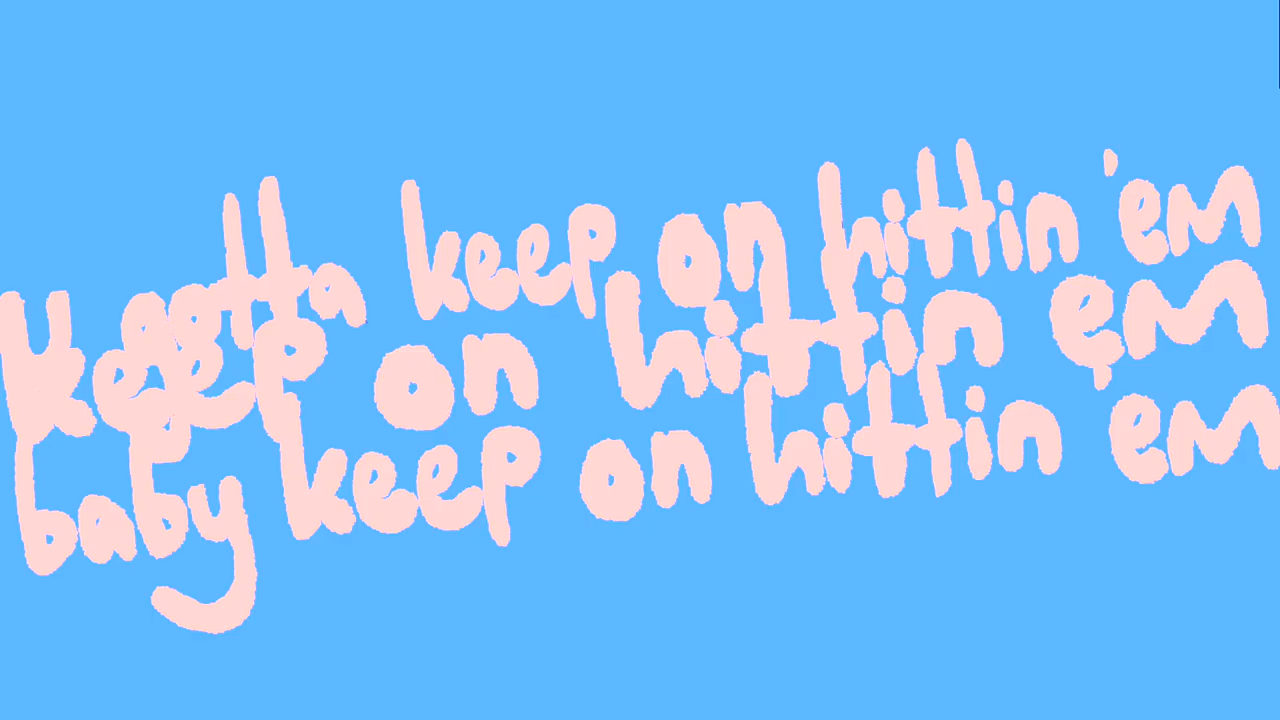 u gotta keep on hittin 'em
keep on hittin em,
baby keep on hittin em